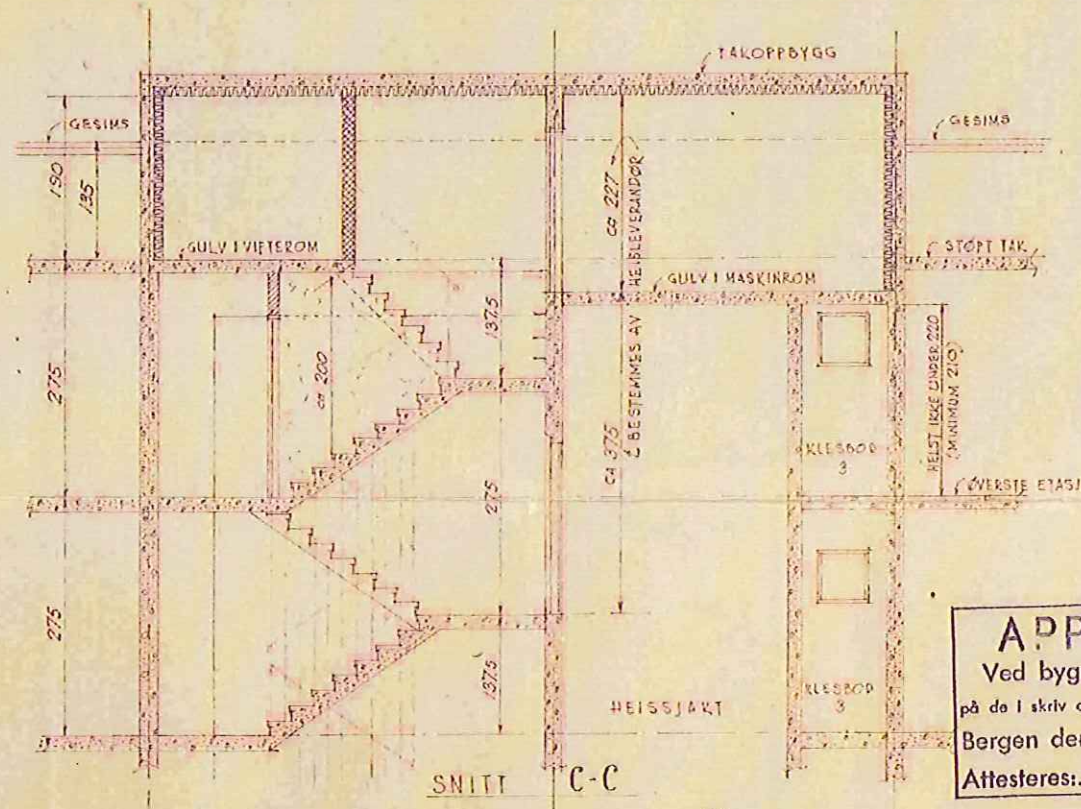 TAKOPPBYGG
GESIMS
GESIMS
190
135
ca 227
BESTEMMES AV HEISLEVERANDØR
GULV I VIFTEROM
STØPT TAK
GULV I MASKINROM
137.5
ca 200
275
HELST IKKE UNDER 220
(MINIMUM 210)
ca 375
KLESBOD
3
ØVERSTE ETASJ
275
275
137.5
HEISSJAKT
KLESBOD
3
SNITT C-C
APP
Ved byg
på de i skriv
Bergen de
Attesteres:.